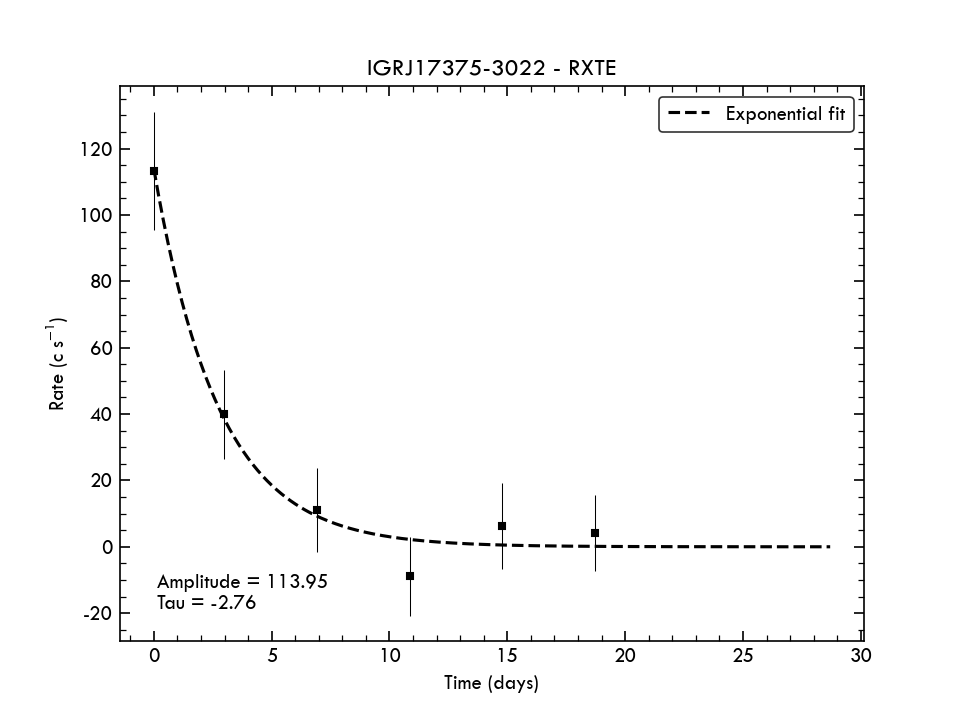 IGRJ17375-3022 - RXTE
Exponential fit
120
100
80
60
40
20
0
-20
Rate (c s⁻¹)
Amplitude = 113.95
Tau = -2.76
0 5 10 15 20 25 30
Time (days)